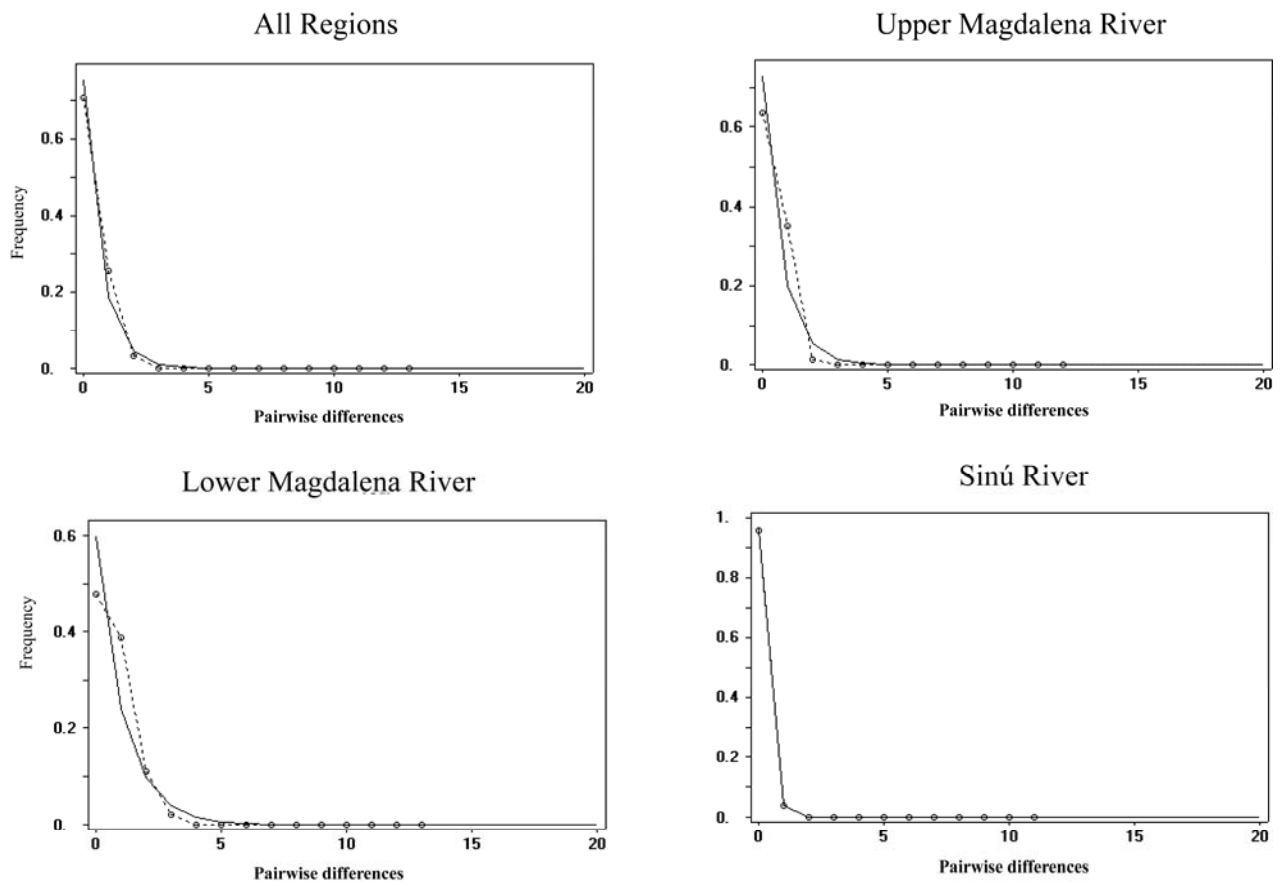 All Regions
Frequency
0.6
0.4
0.2
0.
0 5 10 15 20
Pairwise differences
Upper Magdalena River
0.6
0.4
0.2
0.
0 5 10 15 20
Pairwise differences
Lower Magdalena River
Frequency
0.6
0.4
0.2
0.
0 5 10 15 20
Pairwise differences
Sinú River
1.
0.8
0.6
0.4
0.2
0.
0 5 10 15 20
Pairwise differences